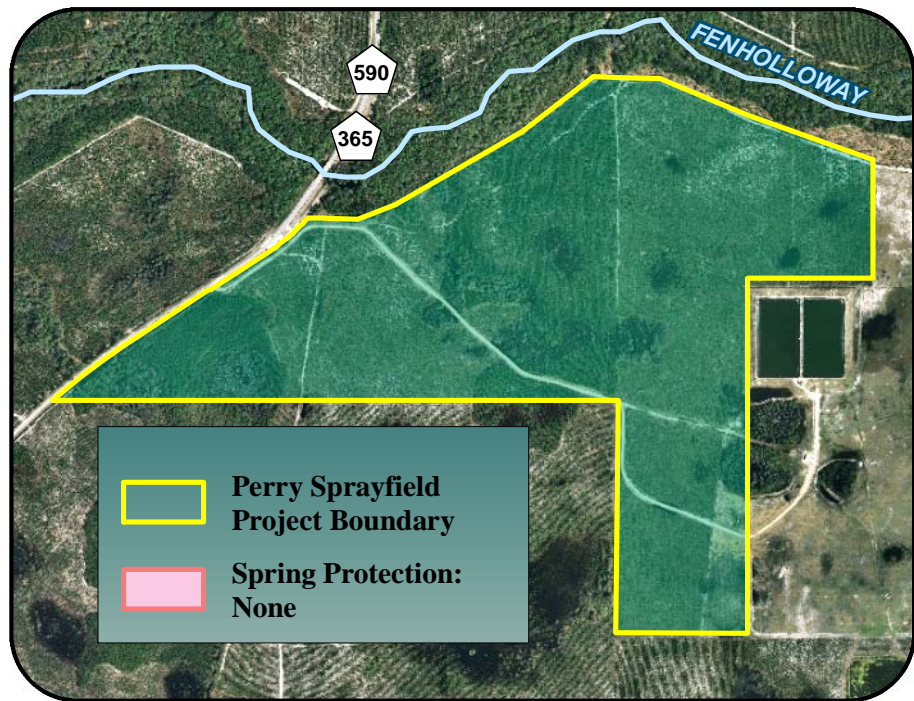 FENHOLLOWAY
590
365
Perry Sprayfield
Project Boundary
Spring Protection:
None